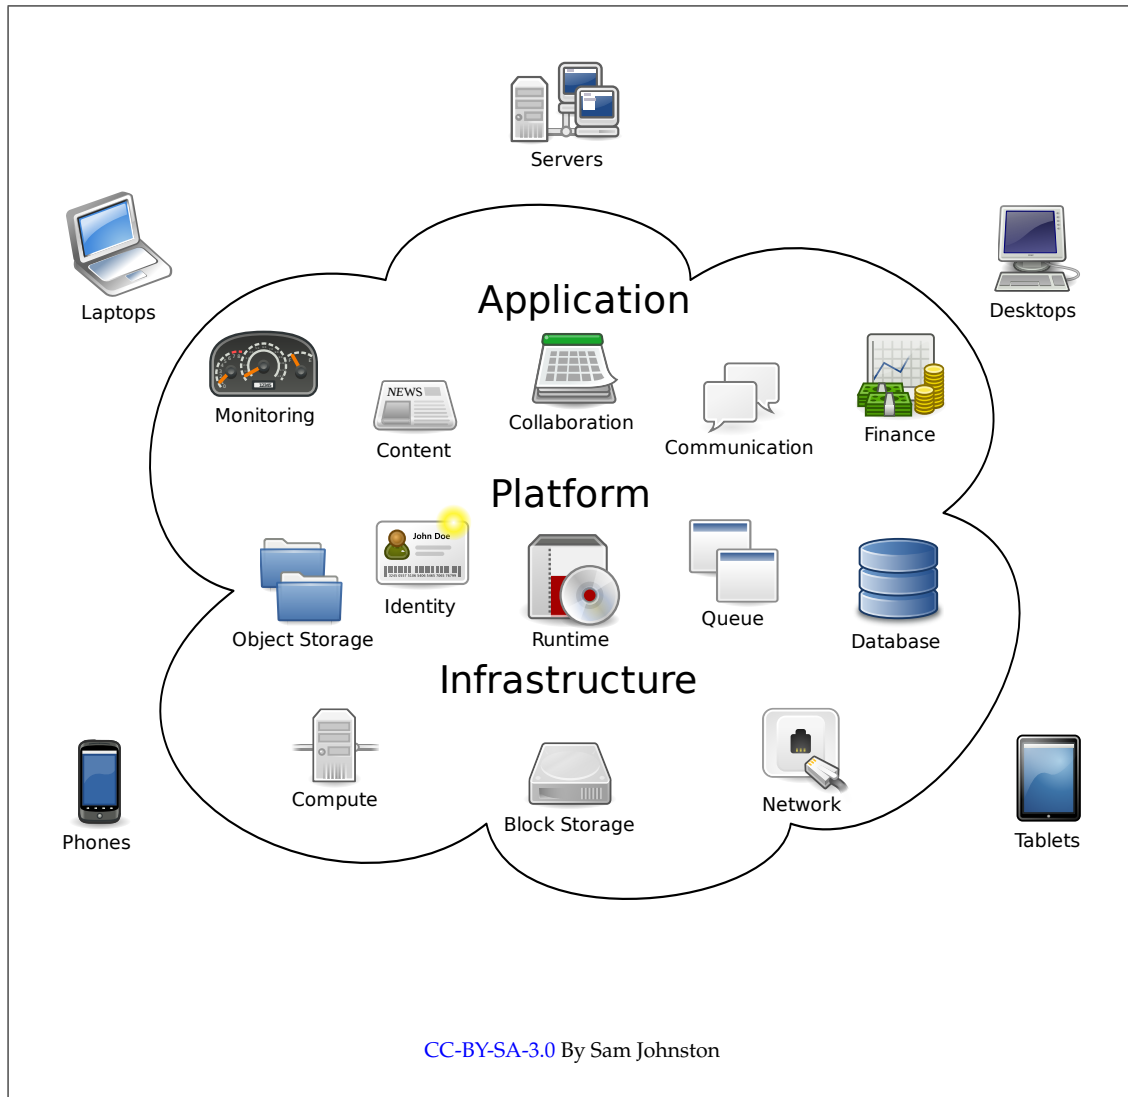 Servers
Laptops
Desktops
Application
Monitoring
NEWS
Content
Collaboration
Communication
Finance
Platform
John Doe
Object Storage
Identity
Runtime
Queue
Database
Infrastructure
Compute
Block Storage
Network
Phones
Tablets
CC-BY-SA-3.0 By Sam Johnston